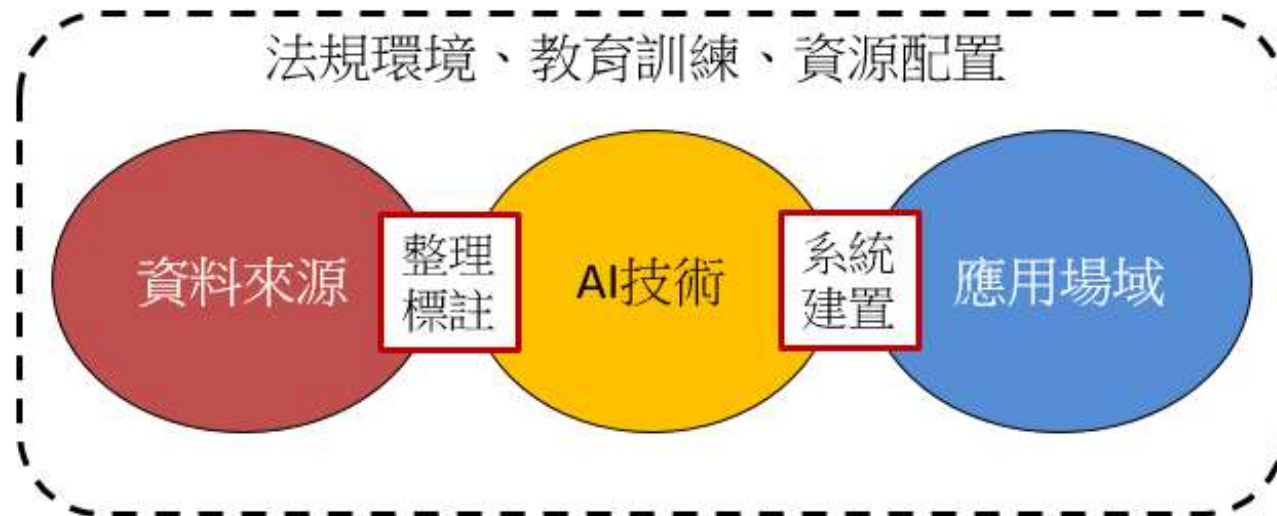 法規環境、教育訓練、資源配置
資料來源
整理
標註
AI技術
系統
建置
應用場域